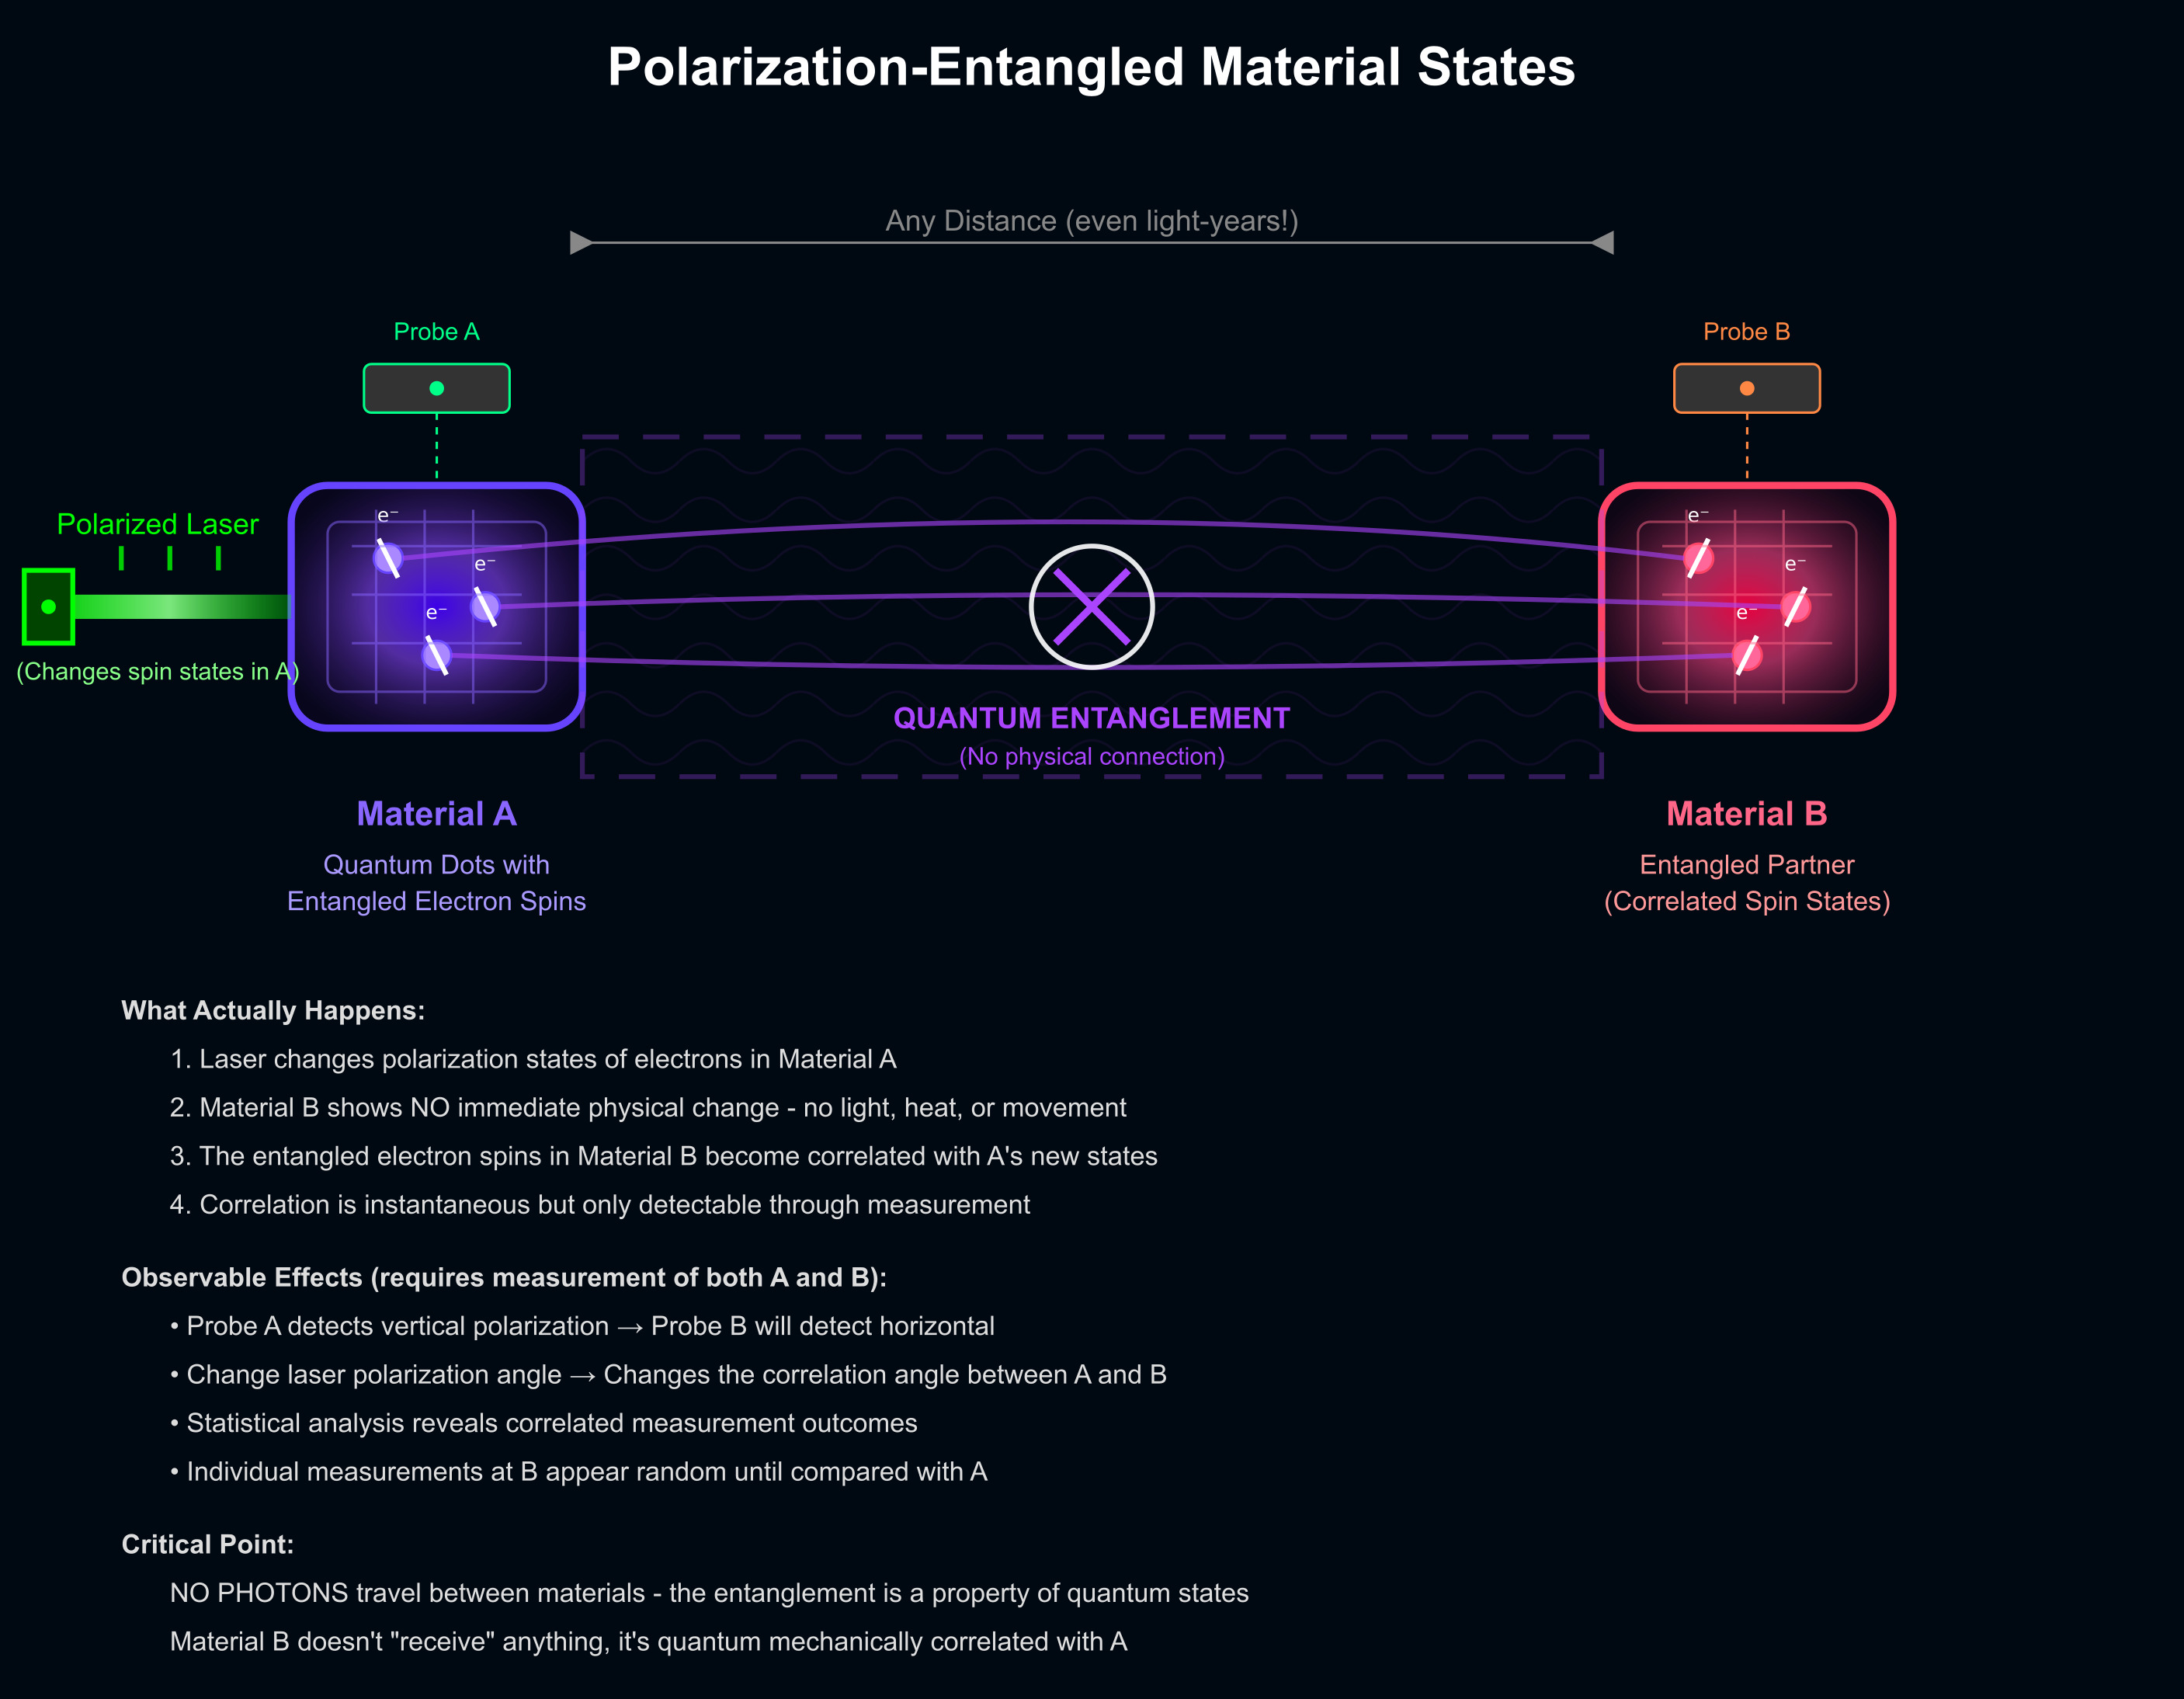 Polarization-Entangled Material States
Any Distance (even light-years!)
Probe A
Probe B
Polarized Laser
(Changes spin states in A)
e⁻
e⁻
e⁻
e⁻
e⁻
e⁻
QUANTUM ENTANGLEMENT
(No physical connection)
Material A
Quantum Dots with
Entangled Electron Spins
Material B
Entangled Partner
(Correlated Spin States)
What Actually Happens:
1. Laser changes polarization states of electrons in Material A
2. Material B shows NO immediate physical change - no light, heat, or movement
3. The entangled electron spins in Material B become correlated with A's new states
4. Correlation is instantaneous but only detectable through measurement
Observable Effects (requires measurement of both A and B):
• Probe A detects vertical polarization → Probe B will detect horizontal
• Change laser polarization angle → Changes the correlation angle between A and B
• Statistical analysis reveals correlated measurement outcomes
• Individual measurements at B appear random until compared with A
Critical Point:
NO PHOTONS travel between materials - the entanglement is a property of quantum states
Material B doesn't "receive" anything, it's quantum mechanically correlated with A